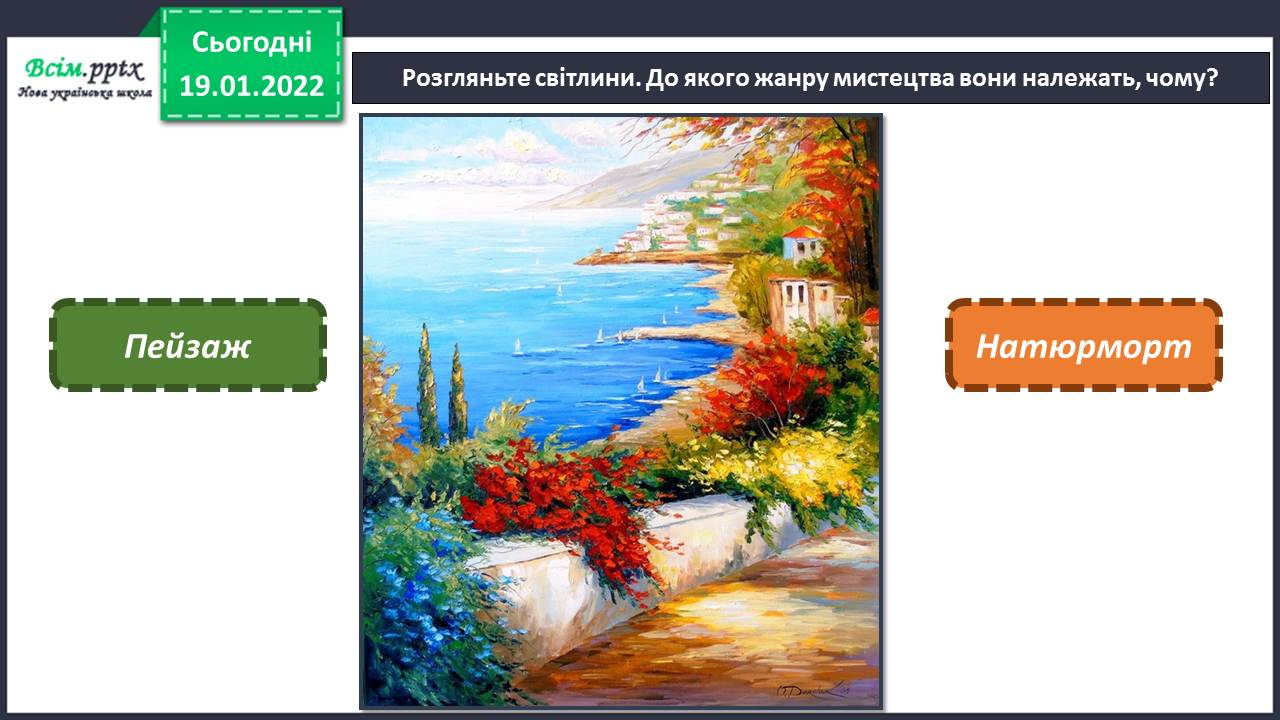 Всім.pptx
Нова українська школа
Сьогодні
19.01.2022
Розгляньте світлини. До якого жанру мистецтва вони належать, чому?
Пейзаж
Натюрморт